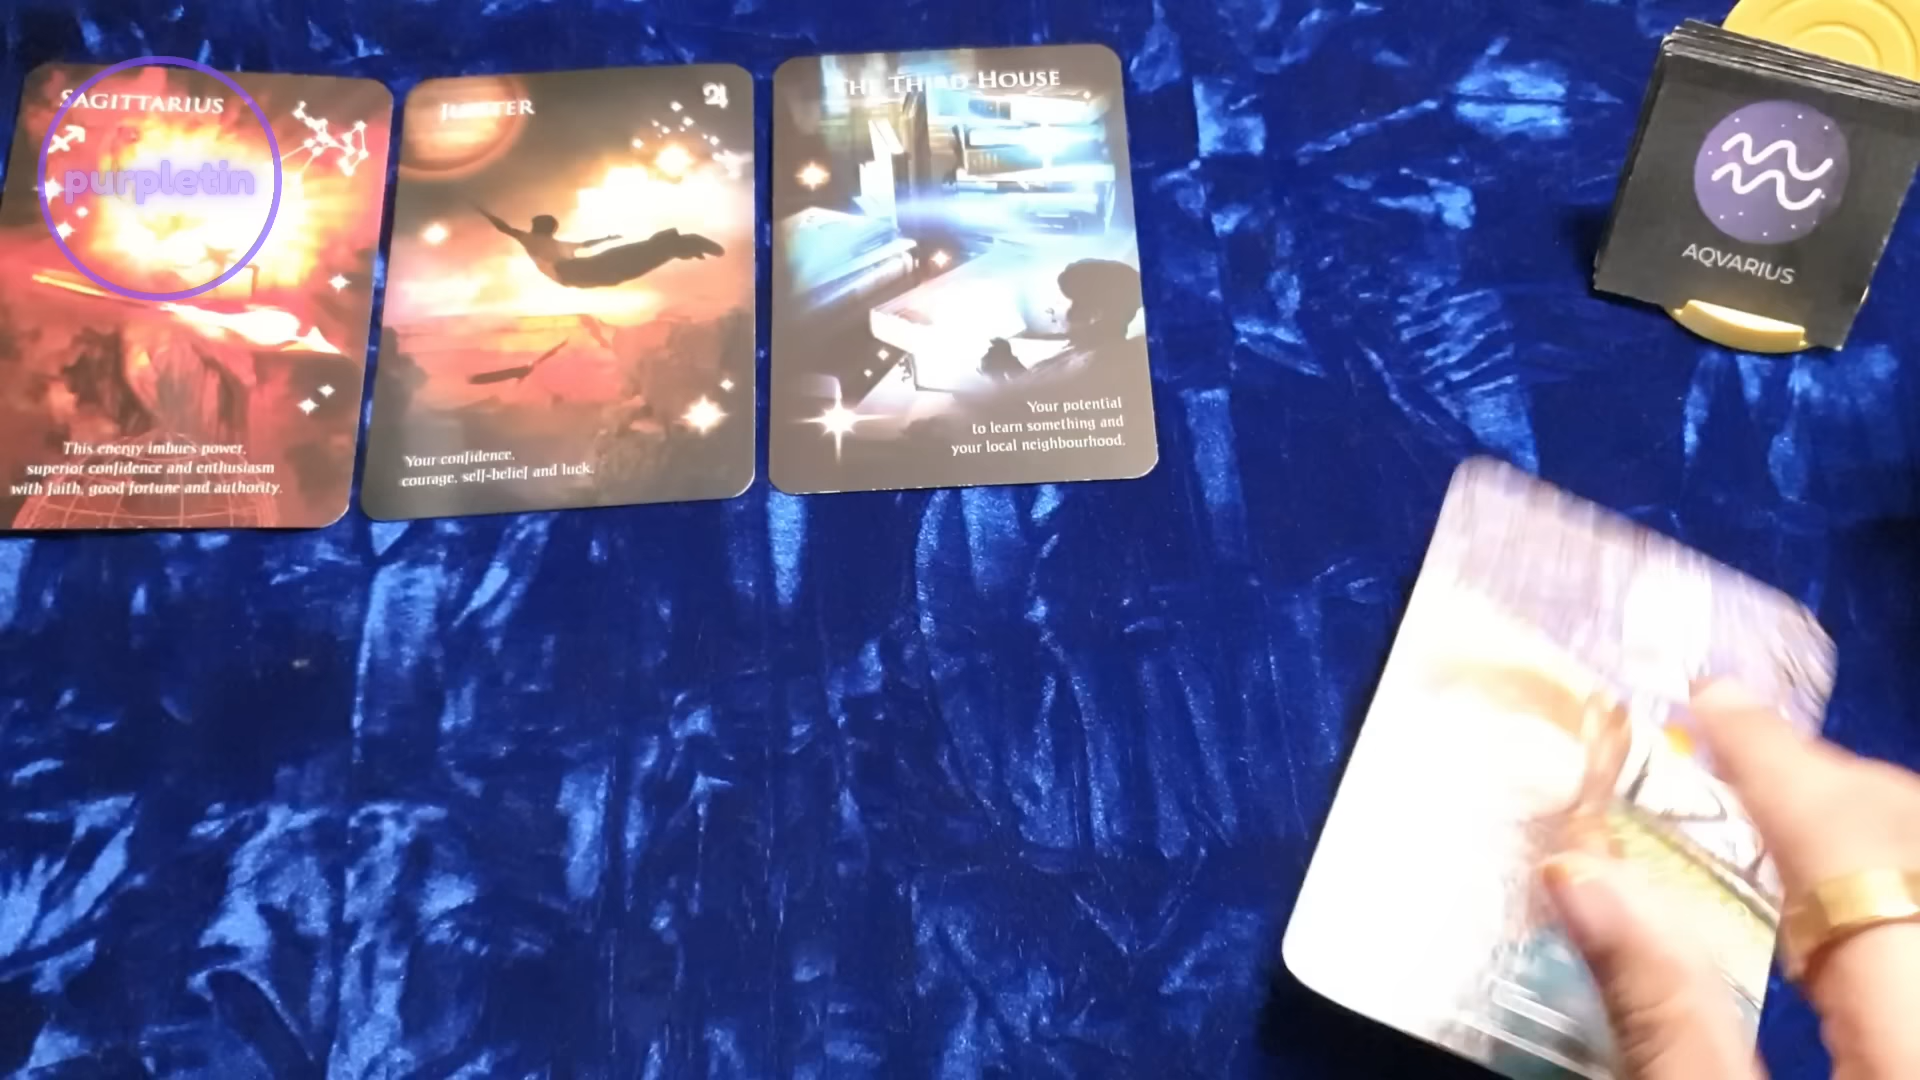 SAGITTARIUS
purpletin
This energy imbues power,
superior confidence and enthusiasm
with faith, good fortune and authority.
JUPITER
Your confidence,
courage, self-belief and luck.
THE THIRD HOUSE
Your potential
to learn something and
your local neighbourhood.
AQVARIUS